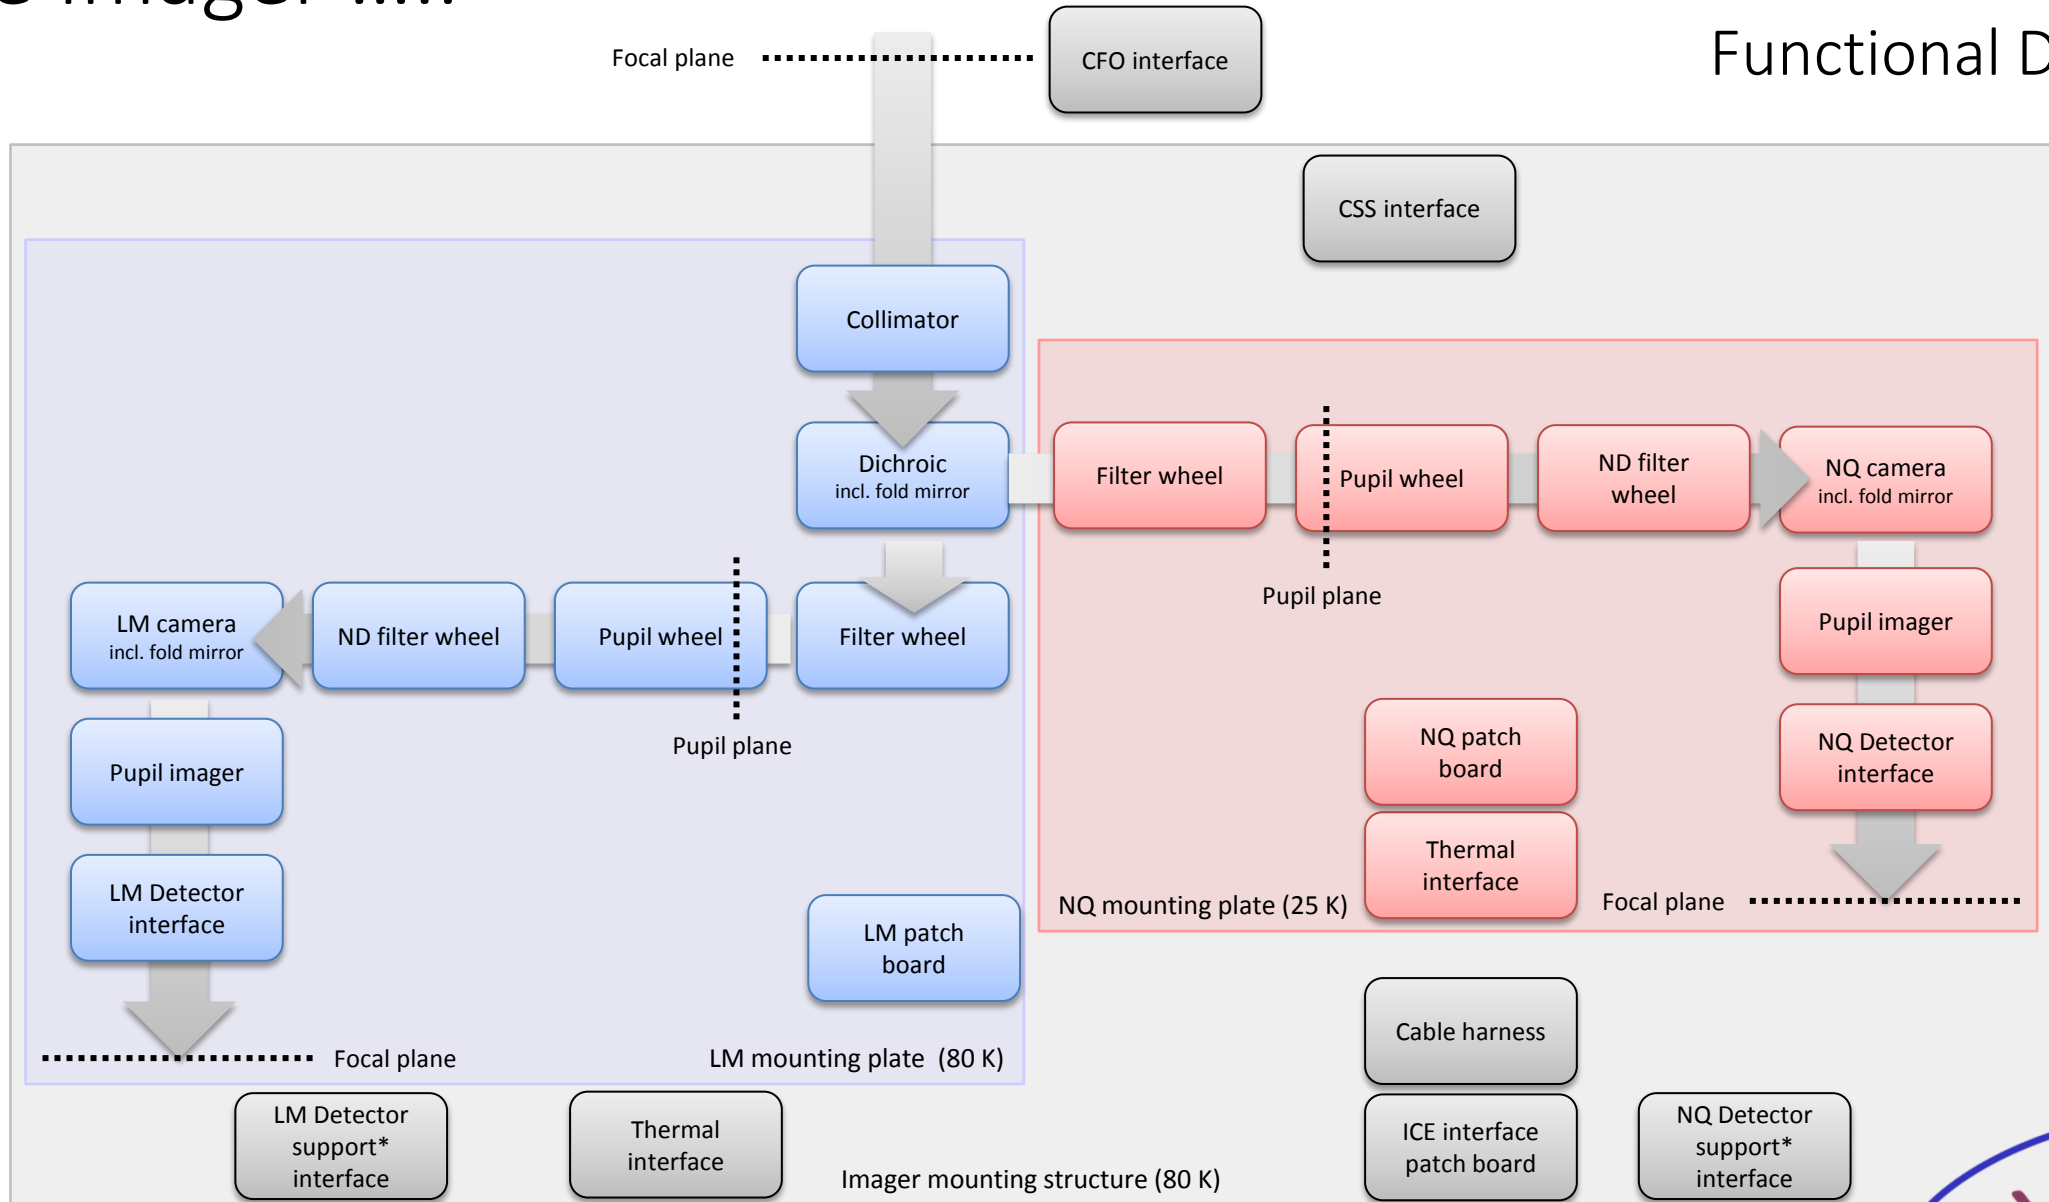 Focal plane
CFO interface
Functional D
CSS interface
Collimator
Dichroic
incl. fold mirror
Filter wheel
Pupil wheel
ND filter
wheel
NQ camera
incl. fold mirror
Pupil plane
LM camera
incl. fold mirror
ND filter wheel
Pupil wheel
Filter wheel
Pupil imager
Pupil plane
Pupil imager
NQ patch
board
NQ Detector
interface
Thermal
interface
NQ mounting plate (25 K)
Focal plane
LM Detector
interface
LM patch
board
Cable harness
Focal plane
LM mounting plate (80 K)
LM Detector
support*
interface
Thermal
interface
Imager mounting structure (80 K)
ICE interface
patch board
NQ Detector
support*
interface